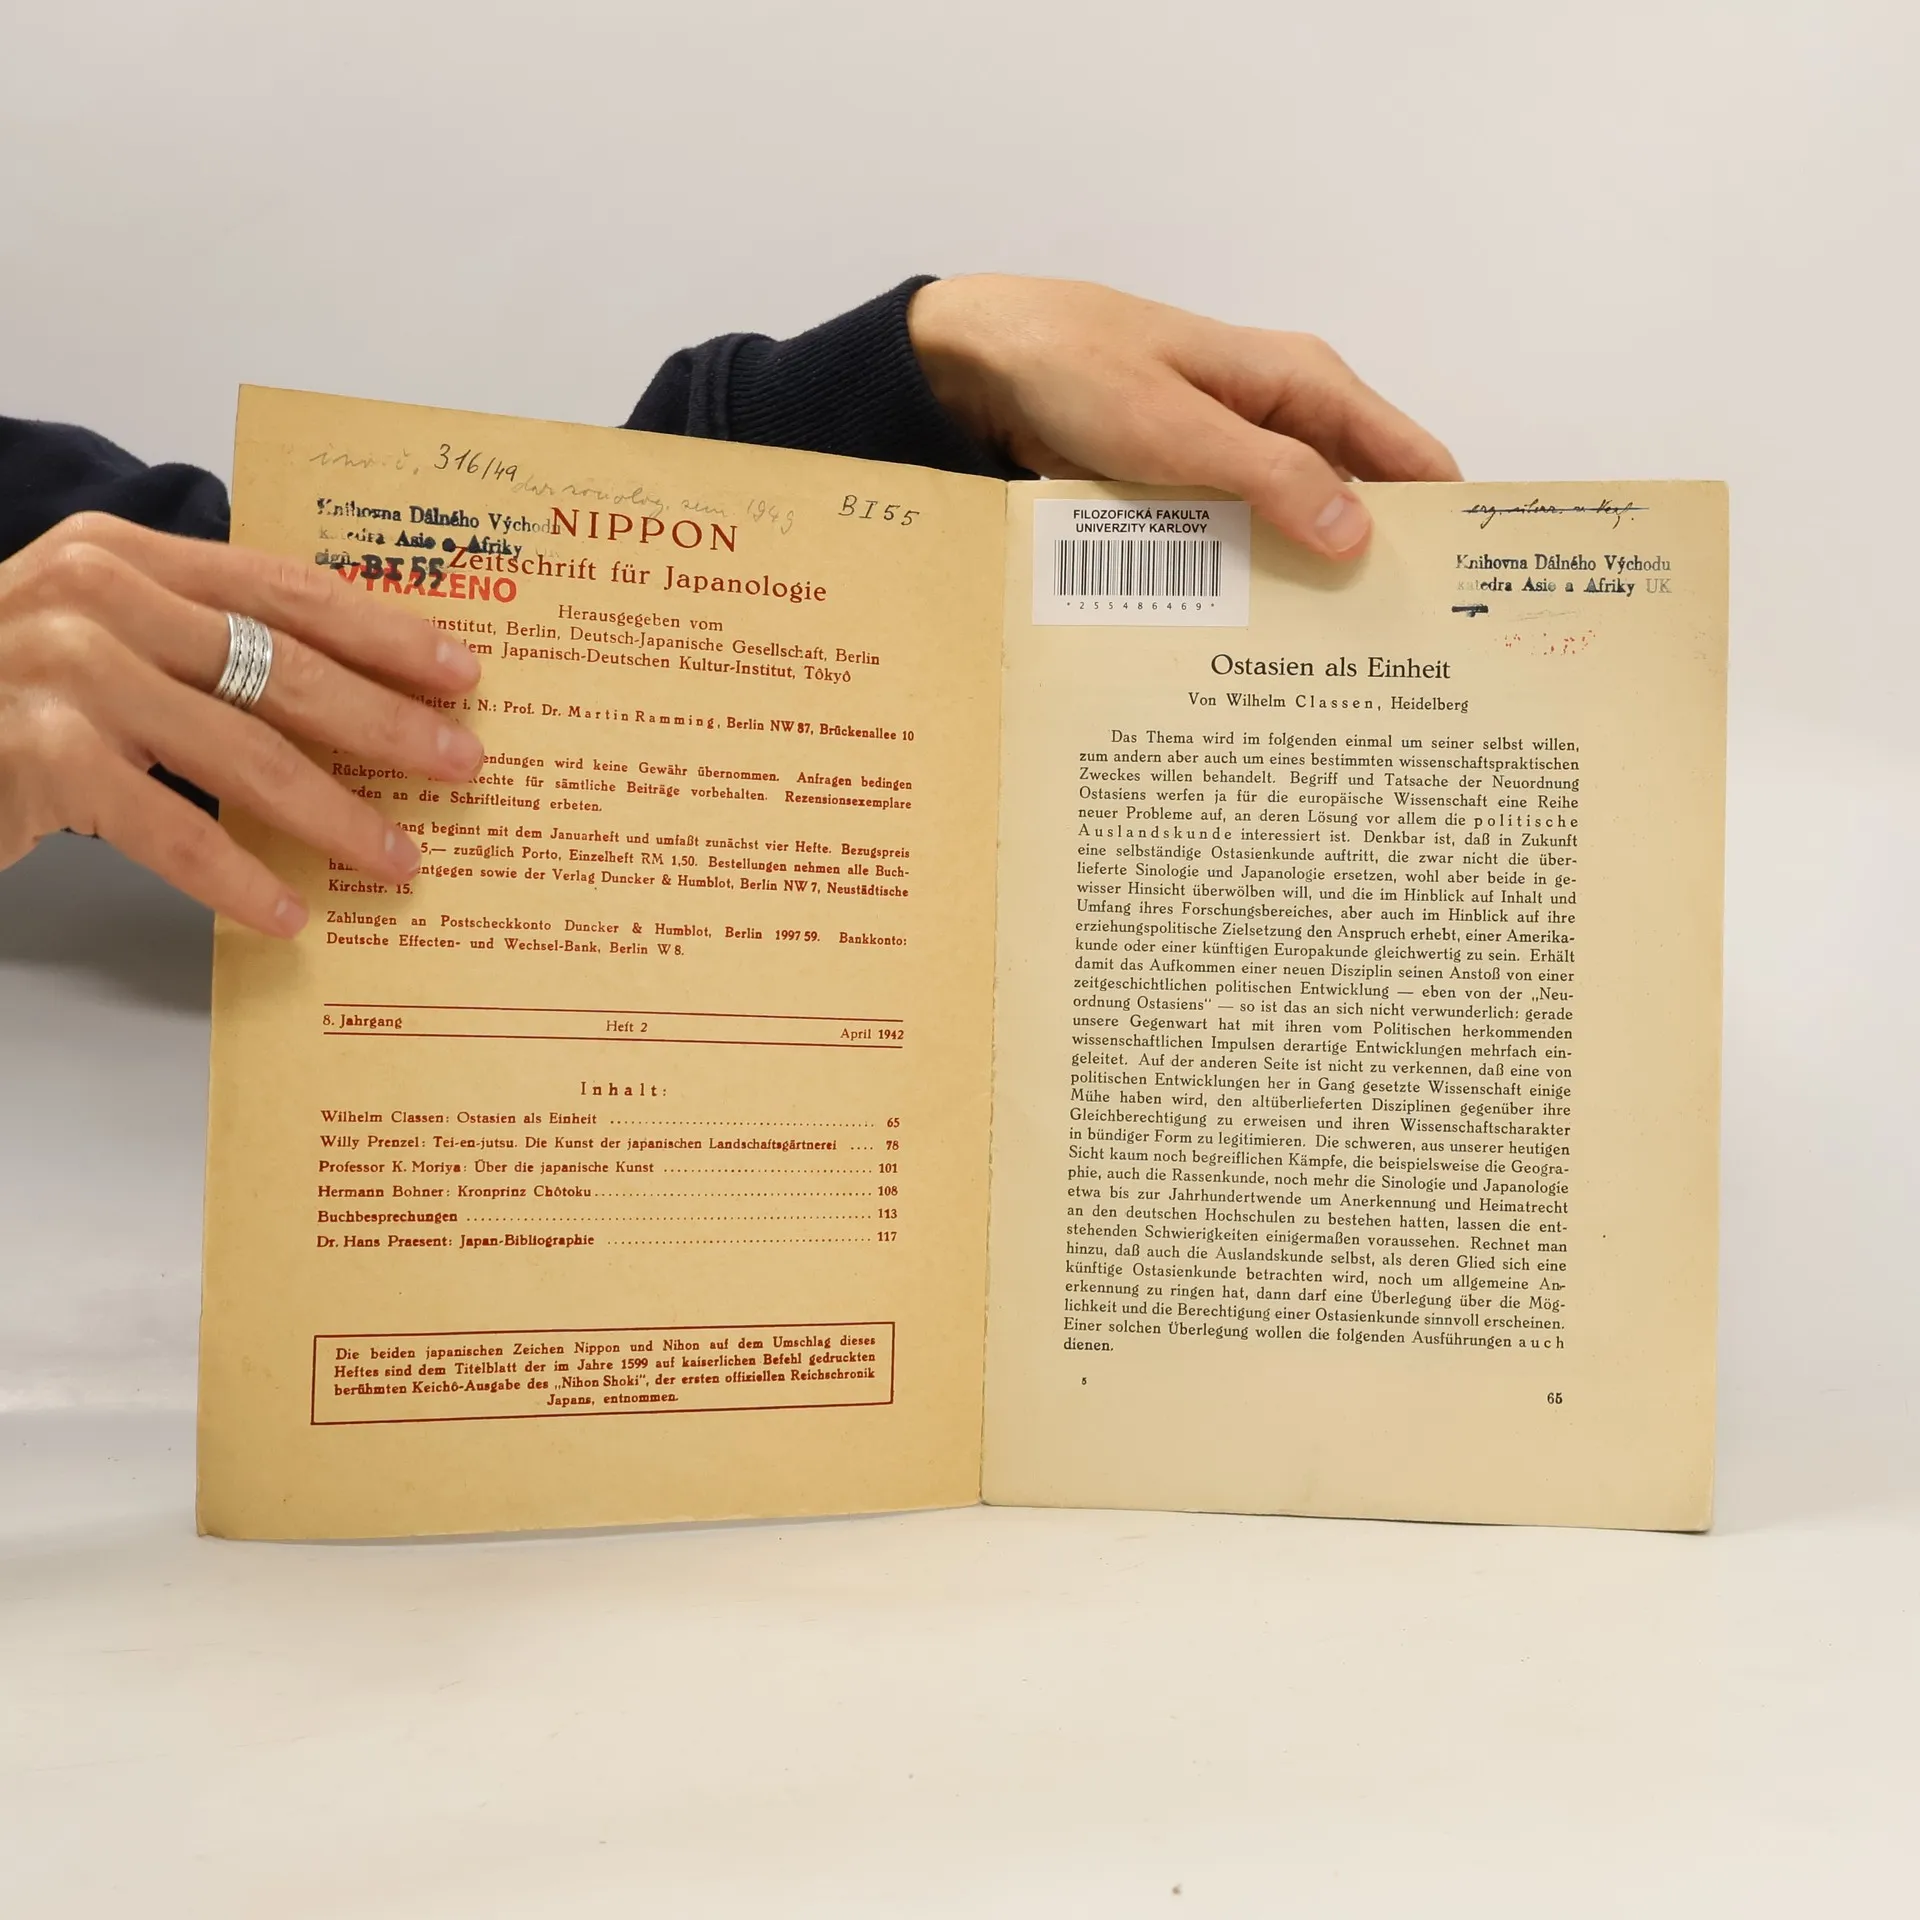 inv. č. 316/49
sem. 1949
BI55
Knihovna Dálného Východu
katedra Asie a Afriky UK
sign. BI 55
VYŘAZENO
NIPPON
Zeitschrift für Japanologie
Herausgegeben vom
institut, Berlin, Deutsch-Japanische Gesellschaft, Berlin
dem Japanisch-Deutschen Kultur-Institut, Tôkyô
leiter i. N.: Prof. Dr. Martin Ramming, Berlin NW 87, Brückenallee 10
endungen wird keine Gewähr übernommen. Anfragen bedingen
Rückporto. Rechte für sämtliche Beiträge vorbehalten. Rezensionsexemplare
rden an die Schriftleitung erbeten.
gang beginnt mit dem Januarheft und umfaßt zunächst vier Hefte. Bezugspreis
5,— zuzüglich Porto, Einzelheft RM 1,50. Bestellungen nehmen alle Buch-
han entgegen sowie der Verlag Duncker & Humblot, Berlin NW 7, Neustädtische
Kirchstr. 15.
Zahlungen an Postscheckkonto Duncker & Humblot, Berlin 1997 59. Bankkonto:
Deutsche Effecten- und Wechsel-Bank, Berlin W 8.
8. Jahrgang Heft 2 April 1942
Inhalt:
Wilhelm Classen: Ostasien als Einheit .......... 65
Willy Prenzel: Tei-en-jutsu. Die Kunst der japanischen Landschaftsgärtnerei .... 78
Professor K. Moriya: Über die japanische Kunst .......... 101
Hermann Bohner: Kronprinz Chôtoku .......... 108
Buchbesprechungen .......... 113
Dr. Hans Praesent: Japan-Bibliographie .......... 117
Die beiden japanischen Zeichen Nippon und Nihon auf dem Umschlag dieses
Heftes sind dem Titelblatt der im Jahre 1599 auf kaiserlichen Befehl gedruckten
berühmten Keichô-Ausgabe des „Nihon Shoki“, der ersten offiziellen Reichschronik
Japans, entnommen.
FILOZOFICKÁ FAKULTA
UNIVERZITY KARLOVY
*255486469*
Knihovna Dálného Východu
katedra Asie a Afriky UK
Ostasien als Einheit
Von Wilhelm Classen, Heidelberg
Das Thema wird im folgenden einmal um seiner selbst willen,
zum andern aber auch um eines bestimmten wissenschaftspraktischen
Zweckes willen behandelt. Begriff und Tatsache der Neuordnung
Ostasiens werfen ja für die europäische Wissenschaft eine Reihe
neuer Probleme auf, an deren Lösung vor allem die politische
Auslandskunde interessiert ist. Denkbar ist, daß in Zukunft
eine selbständige Ostasienkunde auftritt, die zwar nicht die über-
lieferte Sinologie und Japanologie ersetzen, wohl aber beide in ge-
wisser Hinsicht überwölben will, und die im Hinblick auf Inhalt und
Umfang ihres Forschungsbereiches, aber auch im Hinblick auf ihre
erziehungspolitische Zielsetzung den Anspruch erhebt, einer Amerika-
kunde oder einer künftigen Europakunde gleichwertig zu sein. Erhält
damit das Aufkommen einer neuen Disziplin seinen Anstoß von einer
zeitgeschichtlichen politischen Entwicklung — eben von der „Neu-
ordnung Ostasiens“ — so ist das an sich nicht verwunderlich: gerade
unsere Gegenwart hat mit ihren vom Politischen herkommenden
wissenschaftlichen Impulsen derartige Entwicklungen mehrfach ein-
geleitet. Auf der anderen Seite ist nicht zu verkennen, daß eine von
politischen Entwicklungen her in Gang gesetzte Wissenschaft einige
Mühe haben wird, den altüberlieferten Disziplinen gegenüber ihre
Gleichberechtigung zu erweisen und ihren Wissenschaftscharakter
in bündiger Form zu legitimieren. Die schweren, aus unserer heutigen
Sicht kaum noch begreiflichen Kämpfe, die beispielsweise die Geogra-
phie, auch die Rassenkunde, noch mehr die Sinologie und Japanologie
etwa bis zur Jahrhundertwende um Anerkennung und Heimatrecht
an den deutschen Hochschulen zu bestehen hatten, lassen die ent-
stehenden Schwierigkeiten einigermaßen voraussehen. Rechnet man
hinzu, daß auch die Auslandskunde selbst, als deren Glied sich eine
künftige Ostasienkunde betrachten wird, noch um allgemeine An-
erkennung zu ringen hat, dann darf eine Überlegung über die Mög-
lichkeit und die Berechtigung einer Ostasienkunde sinnvoll erscheinen.
Einer solchen Überlegung wollen die folgenden Ausführungen auch
dienen.
5
65